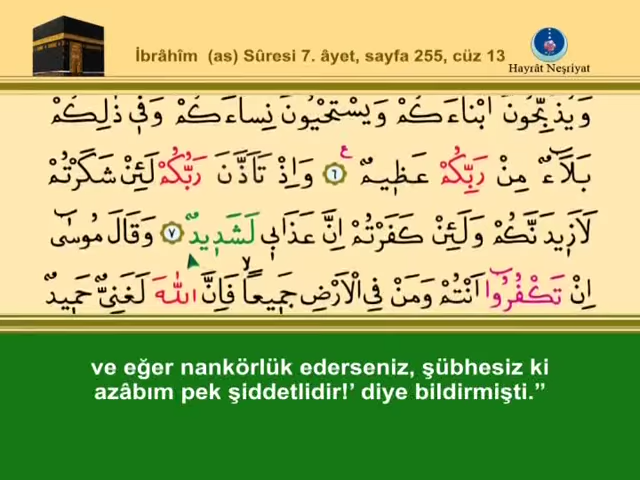 İbrâhîm (as) Sûresi 7. âyet, sayfa 255, cüz 13
Hayrât Neşriyat
وَيُذَبِّحُونَ اَبْنَاءَكُمْ وَيَسْتَحْيُونَ نِسَاءَكُمْ وَفٖي ذٰلِكُمْ
بَلَاءٌ مِنْ رَبِّكُمْ عَظٖيمٌ ﴿٦﴾ ع وَاِذْ تَاَذَّنَ رَبُّكُمْ لَئِنْ شَكَرْتُمْ
لَاَزٖيدَنَّكُمْ وَلَئِنْ كَفَرْتُمْ اِنَّ عَذَابٖي لَشَدٖيدٌ ﴿٧﴾ وَقَالَ مُوسٰٓى
اِنْ تَكْفُرُٓوا اَنْتُمْ وَمَنْ فِي الْاَرْضِ جَمٖيعًا لا فَاِنَّ اللّٰهَ لَغَنِيٌّ حَمٖيدٌ
ve eğer nankörlük ederseniz, şübhesiz ki
azâbım pek şiddetlidir!’ diye bildirmişti.”